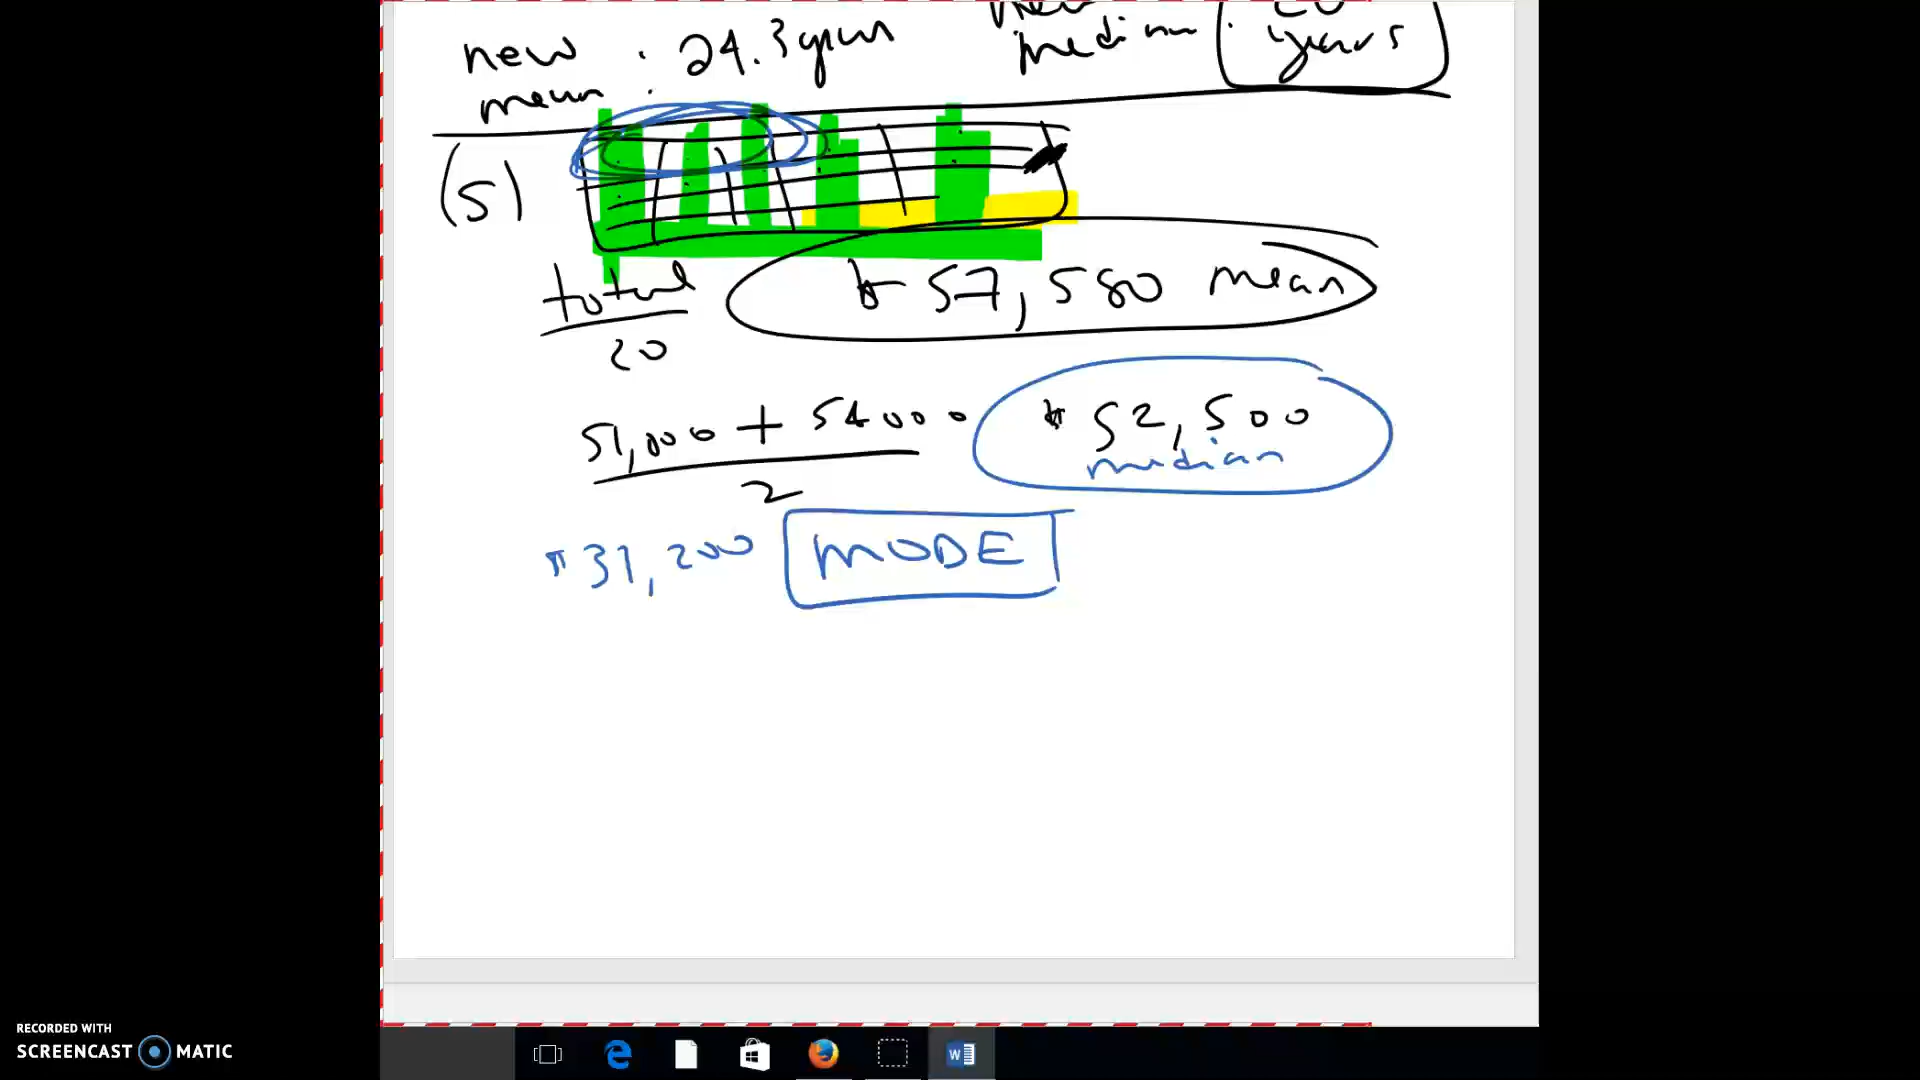 new : 24.3 years
mean
median
years
(5)
total
20
$57,580 mean
51,000 + 54000
2
$52,500
median
$31,200 MODE
RECORDED WITH
SCREENCAST MATIC